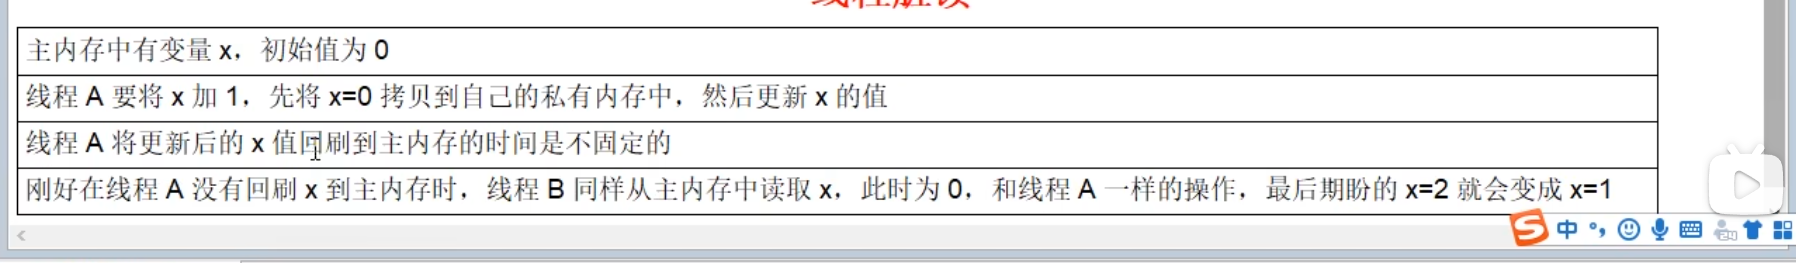 线程脏读
主内存中有变量 x，初始值为 0
线程 A 要将 x 加 1，先将 x=0 拷贝到自己的私有内存中，然后更新 x 的值
线程 A 将更新后的 x 值回刷到主内存的时间是不固定的
刚好在线程 A 没有回刷 x 到主内存时，线程 B 同样从主内存中读取 x，此时为 0，和线程 A 一样的操作，最后期盼的 x=2 就会变成 x=1
中